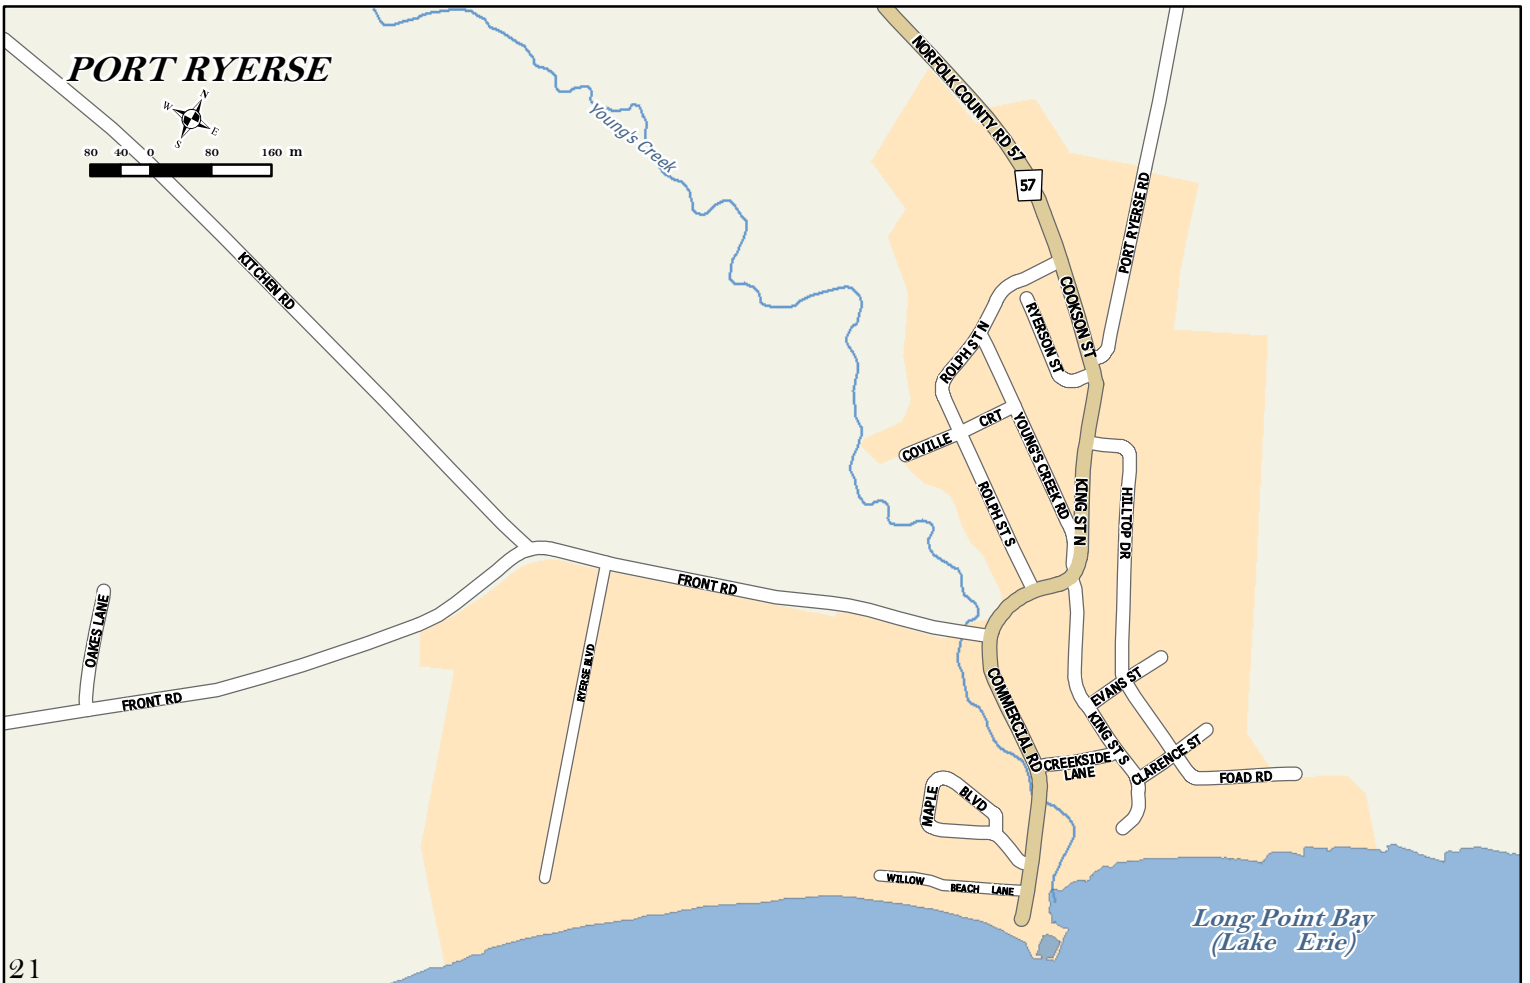 PORT RYERSE
N
W
E
S
80 40 0 80 160 m
NORFOLK COUNTY RD 57
57
Young's Creek
PORT RYERSE RD
KITCHEN RD
COOKSON ST
RYERSON ST
ROLPH ST N
COVILLE CRT
YOUNG'S CREEK RD
ROLPH ST S
KING ST N
HILLTOP DR
FRONT RD
OAKES LANE
FRONT RD
RYERSE BLVD
COMMERCIAL RD
EVANS ST
KING ST S
CREEKSIDE
LANE
CLARENCE ST
FOAD RD
MAPLE BLVD
WILLOW BEACH LANE
Long Point Bay
(Lake Erie)
21